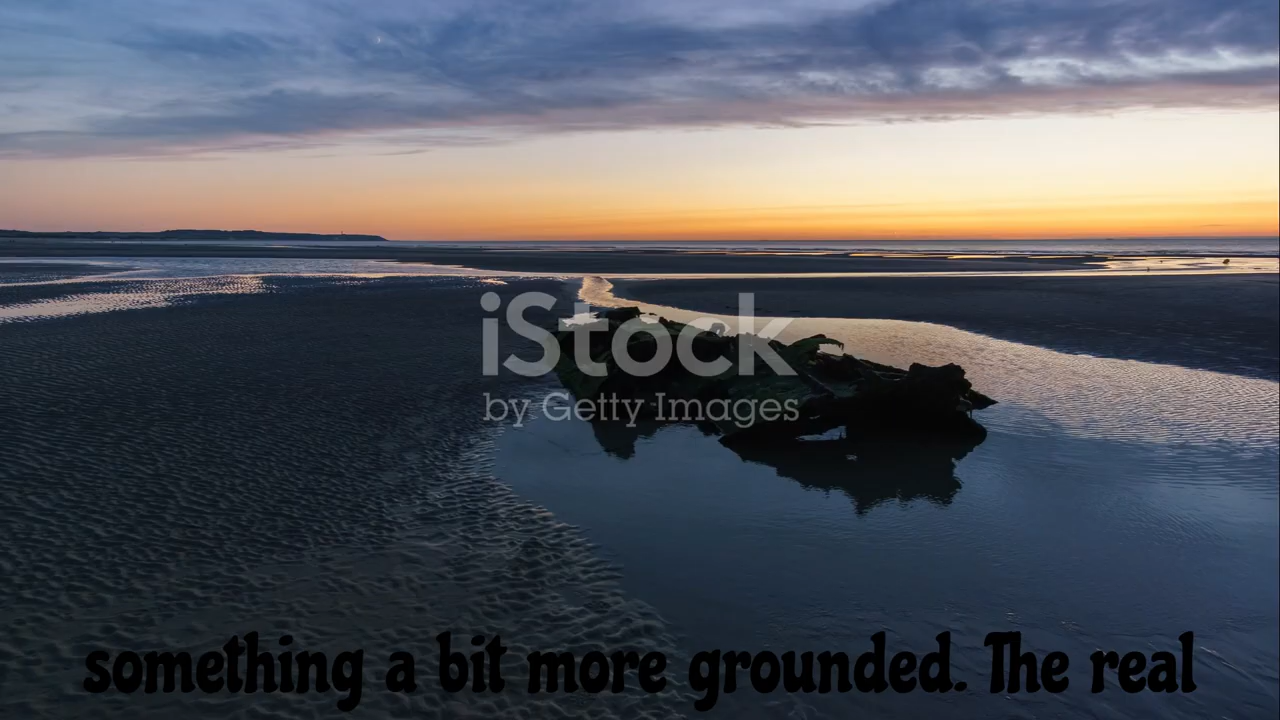 iStock
by Getty Images
something a bit more grounded. The real